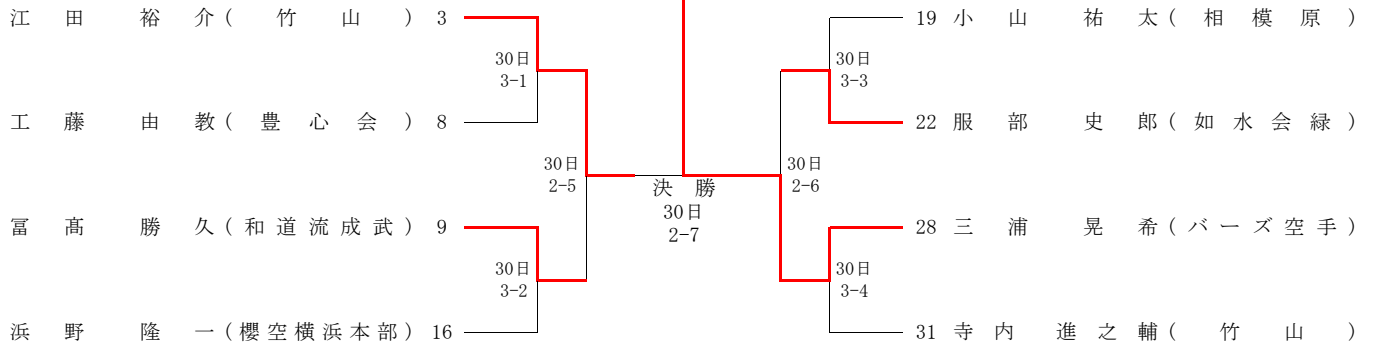 江田裕介(竹山) 3
30日
3-1
工藤由教(豊心会) 8
30日
2-5
冨髙勝久(和道流成武) 9
30日
3-2
浜野隆一(櫻空横浜本部) 16
決勝
30日
2-7
19 小山祐太(相模原)
30日
3-3
22 服部史郎(如水会緑)
30日
2-6
28 三浦晃希(バーズ空手)
30日
3-4
31 寺内進之輔(竹山)